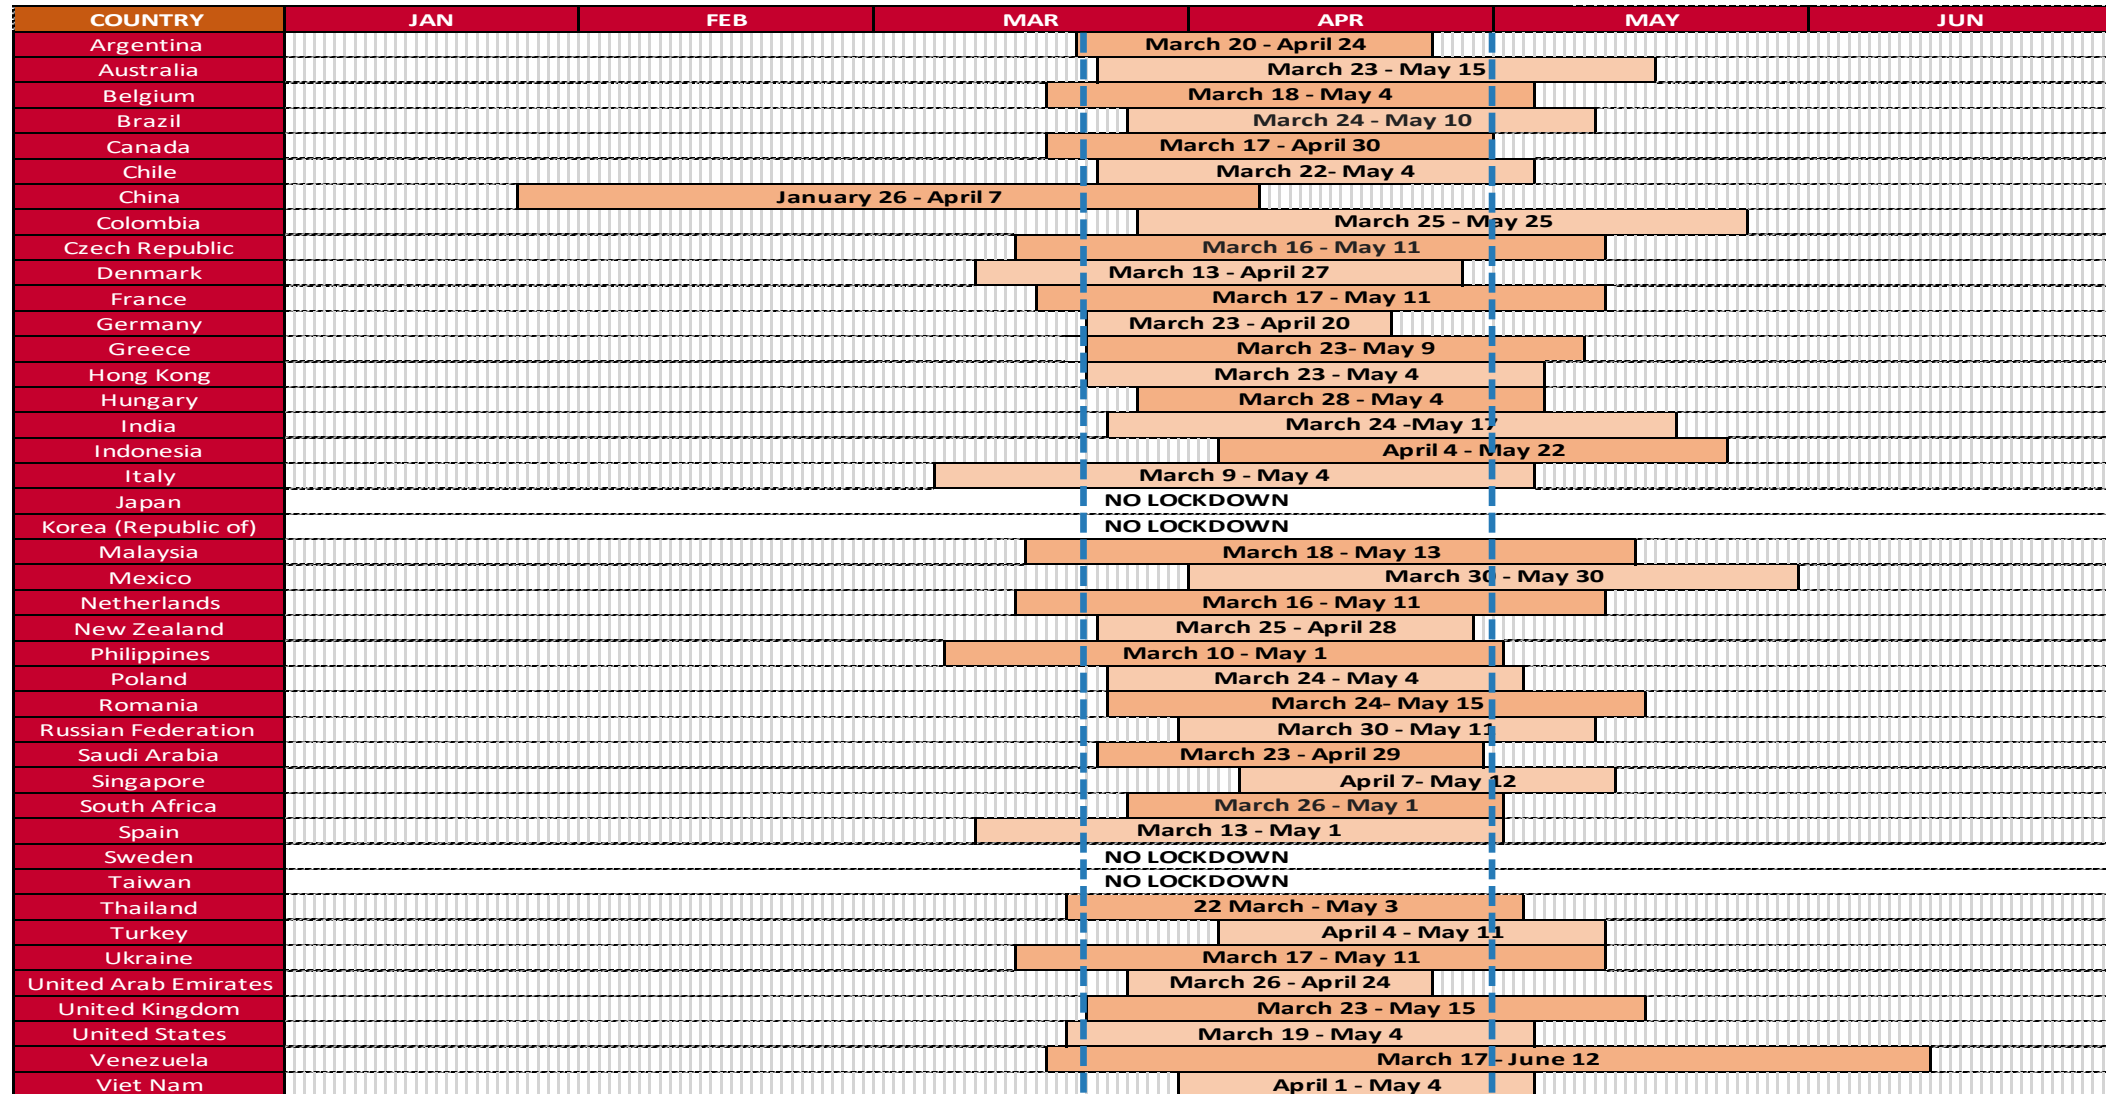 COUNTRY JAN FEB MAR APR MAY JUN
Argentina March 20 - April 24
Australia March 23 - May 15
Belgium March 18 - May 4
Brazil March 24 - May 10
Canada March 17 - April 30
Chile March 22- May 4
China January 26 - April 7
Colombia March 25 - May 25
Czech Republic March 16 - May 11
Denmark March 13 - April 27
France March 17 - May 11
Germany March 23 - April 20
Greece March 23- May 9
Hong Kong March 23 - May 4
Hungary March 28 - May 4
India March 24 -May 17
Indonesia April 4 - May 22
Italy March 9 - May 4
Japan NO LOCKDOWN
Korea (Republic of) NO LOCKDOWN
Malaysia March 18 - May 13
Mexico March 30 - May 30
Netherlands March 16 - May 11
New Zealand March 25 - April 28
Philippines March 10 - May 1
Poland March 24 - May 4
Romania March 24- May 15
Russian Federation March 30 - May 11
Saudi Arabia March 23 - April 29
Singapore April 7- May 12
South Africa March 26 - May 1
Spain March 13 - May 1
Sweden NO LOCKDOWN
Taiwan NO LOCKDOWN
Thailand 22 March - May 3
Turkey April 4 - May 11
Ukraine March 17 - May 11
United Arab Emirates March 26 - April 24
United Kingdom March 23 - May 15
United States March 19 - May 4
Venezuela March 17 - June 12
Viet Nam April 1 - May 4